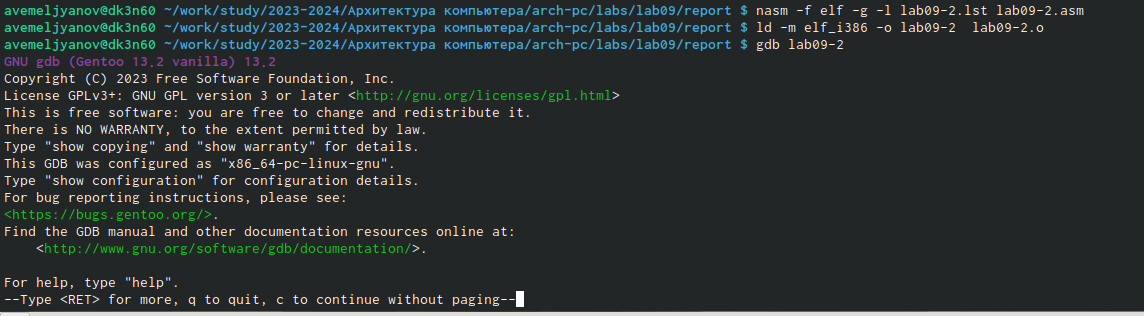 avemeljyanov@dk3n60 ~/work/study/2023-2024/Архитектура компьютера/arch-pc/labs/lab09/report $ nasm -f elf -g -l lab09-2.lst lab09-2.asm
avemeljyanov@dk3n60 ~/work/study/2023-2024/Архитектура компьютера/arch-pc/labs/lab09/report $ ld -m elf_i386 -o lab09-2  lab09-2.o
avemeljyanov@dk3n60 ~/work/study/2023-2024/Архитектура компьютера/arch-pc/labs/lab09/report $ gdb lab09-2
GNU gdb (Gentoo 13.2 vanilla) 13.2
Copyright (C) 2023 Free Software Foundation, Inc.
License GPLv3+: GNU GPL version 3 or later <http://gnu.org/licenses/gpl.html>
This is free software: you are free to change and redistribute it.
There is NO WARRANTY, to the extent permitted by law.
Type "show copying" and "show warranty" for details.
This GDB was configured as "x86_64-pc-linux-gnu".
Type "show configuration" for configuration details.
For bug reporting instructions, please see:
<https://bugs.gentoo.org/>.
Find the GDB manual and other documentation resources online at:
    <http://www.gnu.org/software/gdb/documentation/>.

For help, type "help".
--Type <RET> for more, q to quit, c to continue without paging--